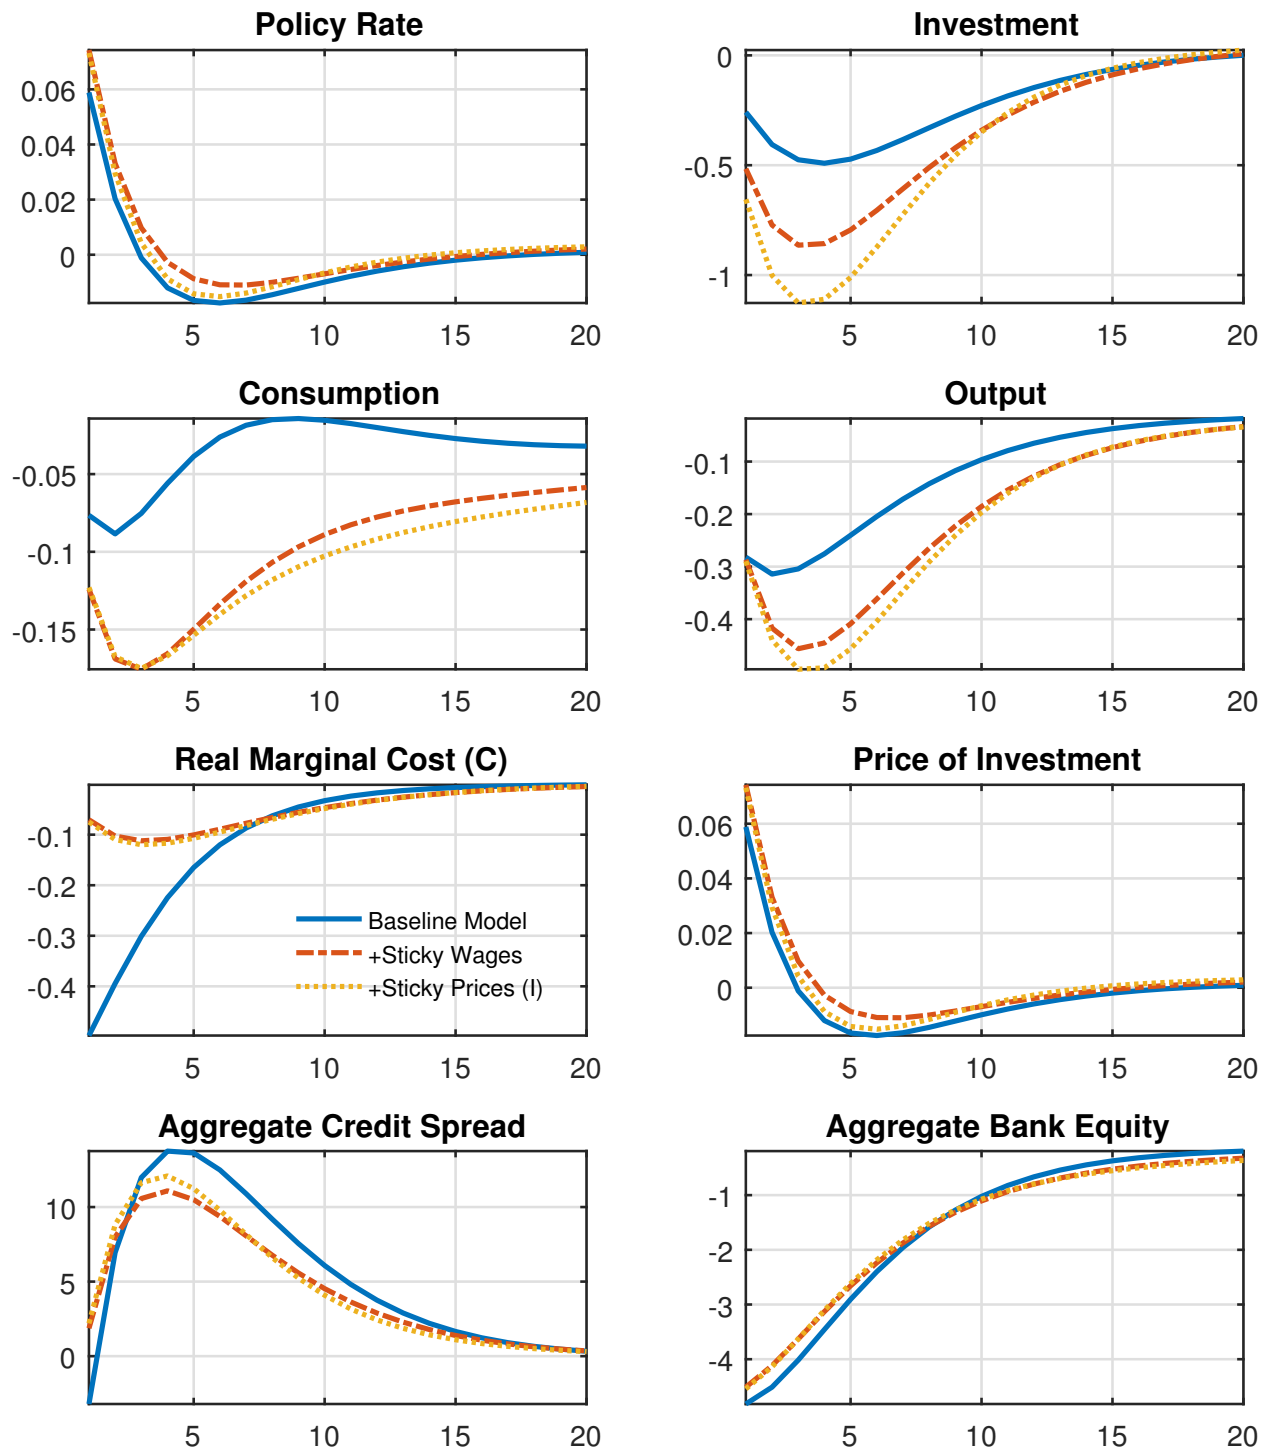 Policy Rate
0.06
0.04
0.02
0
5 10 15 20
Investment
0
-0.5
-1
5 10 15 20
Consumption
-0.05
-0.1
-0.15
5 10 15 20
Output
-0.1
-0.2
-0.3
-0.4
5 10 15 20
Real Marginal Cost (C)
-0.1
-0.2
-0.3
-0.4
Baseline Model
+Sticky Wages
+Sticky Prices (I)
5 10 15 20
Price of Investment
0.06
0.04
0.02
0
5 10 15 20
Aggregate Credit Spread
10
5
0
5 10 15 20
Aggregate Bank Equity
-1
-2
-3
-4
5 10 15 20